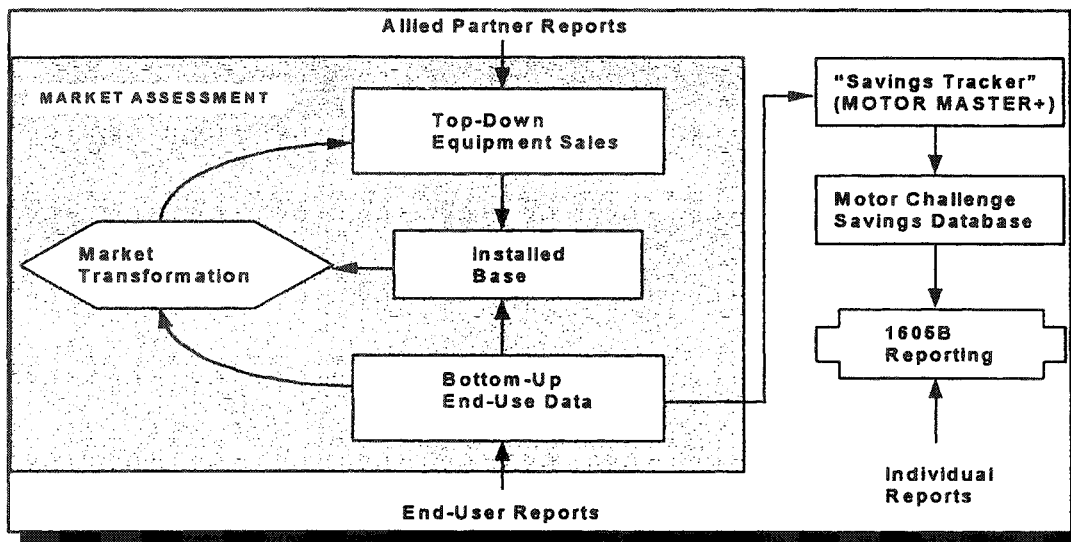 Allied Partner Reports
MARKET ASSESSMENT
Top-Down
Equipment Sales
"Savings Tracker"
(MOTOR MASTER+)
Motor Challenge
Savings Database
Market
Transformation
Installed
Base
1605B
Reporting
Bottom-Up
End-Use Data
Individual
Reports
End-User Reports